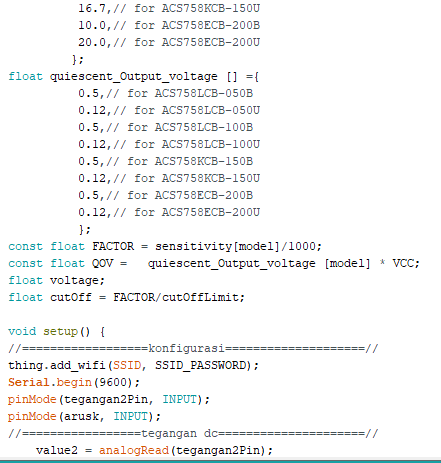 16.7,// for ACS758KCB-150U
10.0,// for ACS758ECB-200B
20.0,// for ACS758ECB-200U
};
float quiescent_Output_voltage [] ={
0.5,// for ACS758LCB-050B
0.12,// for ACS758LCB-050U
0.5,// for ACS758LCB-100B
0.12,// for ACS758LCB-100U
0.5,// for ACS758KCB-150B
0.12,// for ACS758KCB-150U
0.5,// for ACS758ECB-200B
0.12,// for ACS758ECB-200U
};
const float FACTOR = sensitivity[model]/1000;
const float QOV = quiescent_Output_voltage [model] * VCC;
float voltage;
float cutOff = FACTOR/cutOffLimit;
void setup() {
//==================konfigurasi====================//
thing.add_wifi(SSID, SSID_PASSWORD);
Serial.begin(9600);
pinMode(tegangan2Pin, INPUT);
pinMode(arusk, INPUT);
//=================tegangan dc=====================//
value2 = analogRead(tegangan2Pin);